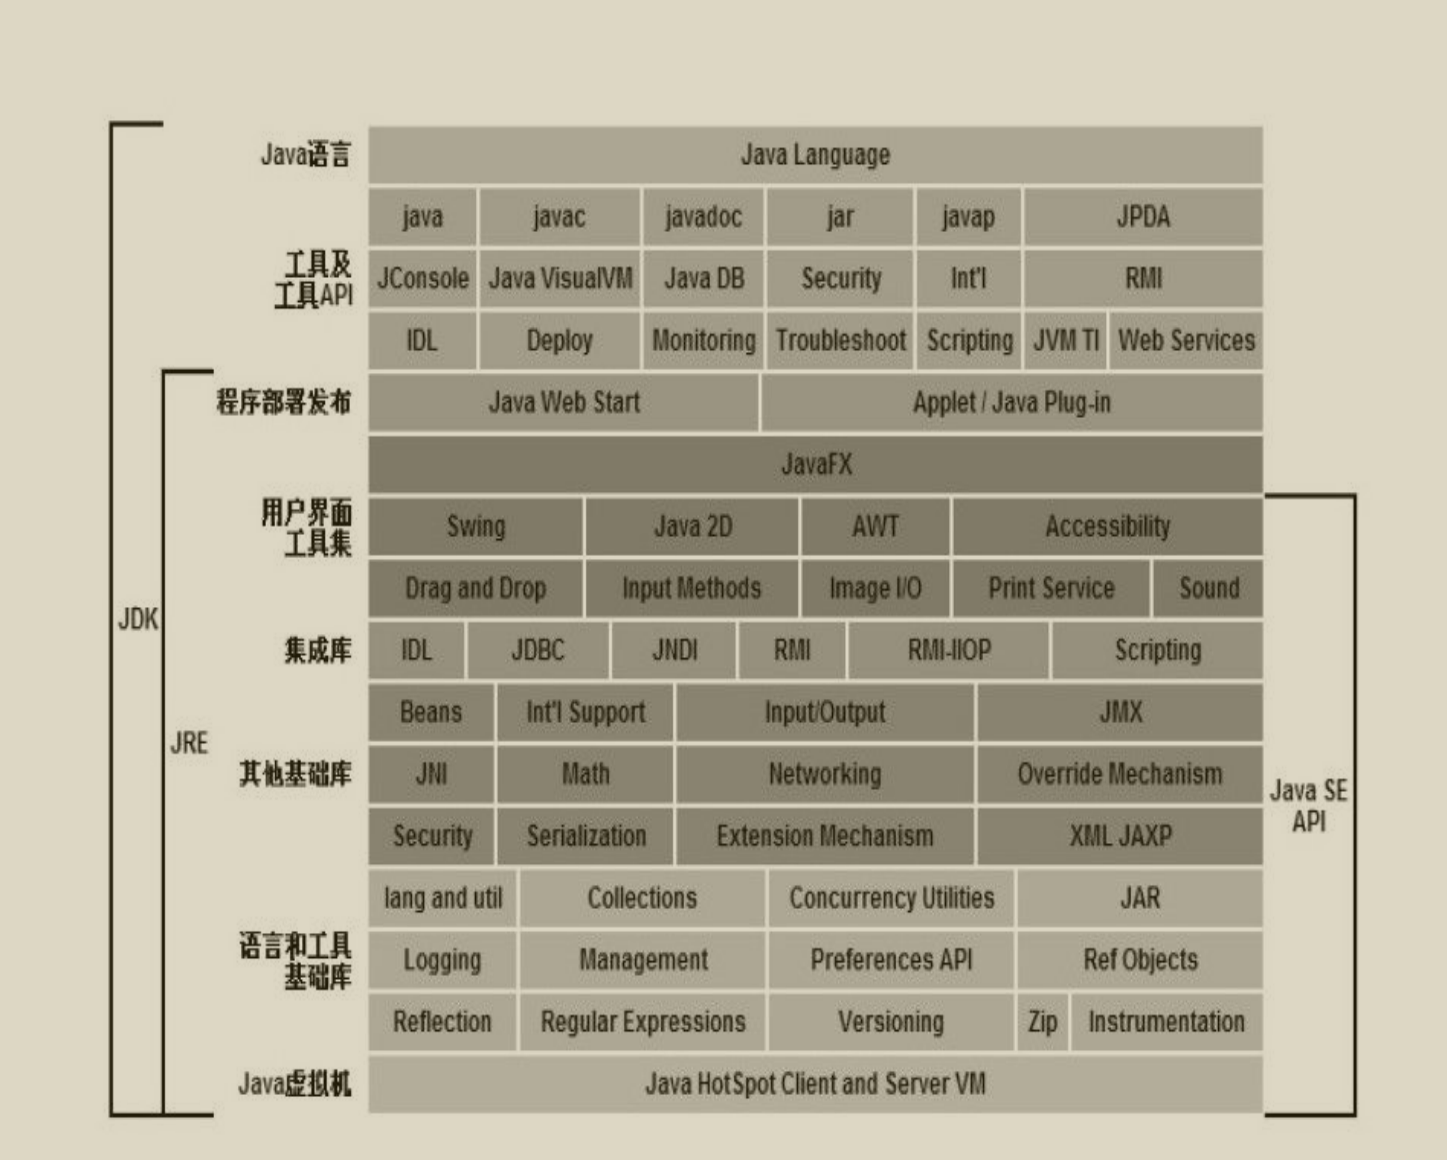 Java语言
Java Language
java javac javadoc jar javap JPDA
工具及
工具API
JConsole Java VisualVM Java DB Security Int'l RMI
IDL Deploy Monitoring Troubleshoot Scripting JVM TI Web Services
程序部署发布
Java Web Start Applet / Java Plug-in
JavaFX
用户界面
工具集
Swing Java 2D AWT Accessibility
Drag and Drop Input Methods Image I/O Print Service Sound
JDK
集成库
IDL JDBC JNDI RMI RMI-IIOP Scripting
Beans Int'l Support Input/Output JMX
JRE
其他基础库
JNI Math Networking Override Mechanism
Java SE
API
Security Serialization Extension Mechanism XML JAXP
lang and util Collections Concurrency Utilities JAR
语言和工具
基础库
Logging Management Preferences API Ref Objects
Reflection Regular Expressions Versioning Zip Instrumentation
Java虚拟机
Java HotSpot Client and Server VM